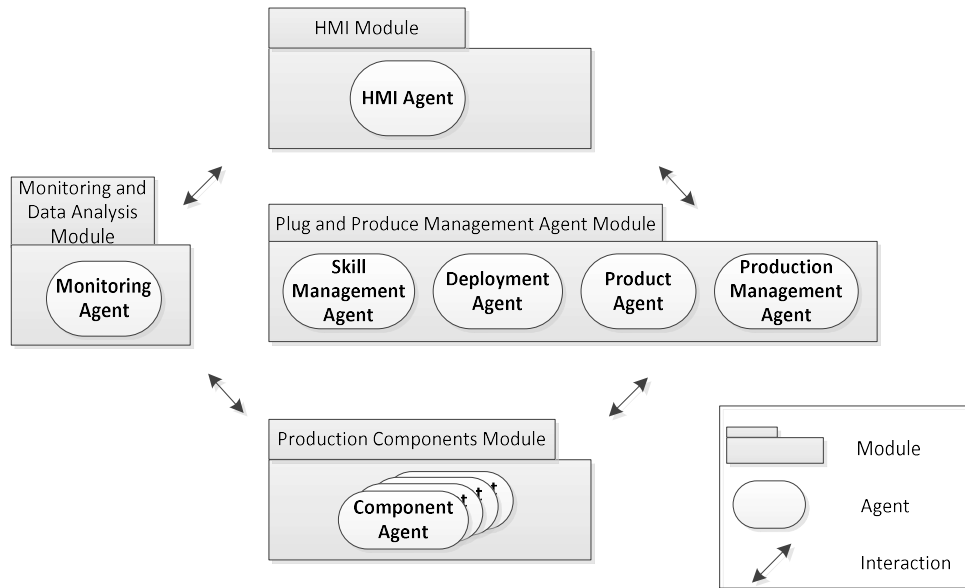 HMI Module
HMI Agent
Monitoring and
Data Analysis
Module
Monitoring
Agent
Plug and Produce Management Agent Module
Skill
Management
Agent
Deployment
Agent
Product
Agent
Production
Management
Agent
Production Components Module
Component
Agent
Module
Agent
Interaction